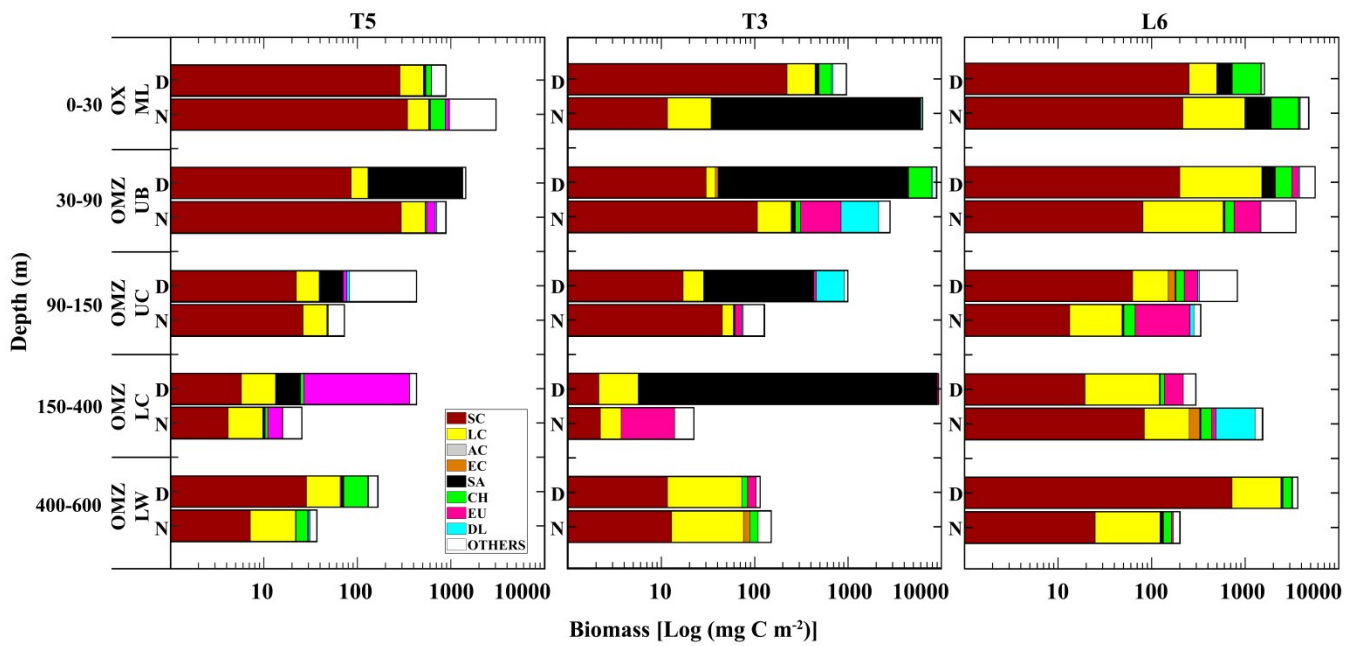 T5 T3 L6
0-30 OX ML D D D
N N N
30-90 OMZ UB D D D
N N N
90-150 OMZ UC D D D
N N N
150-400 OMZ LC D D D
N N N
400-600 OMZ LW D D D
N N N
Depth (m)
SC
LC
AC
EC
SA
CH
EU
DL
OTHERS
10 100 1000 10000 10 100 1000 10000 10 100 1000 10000
Biomass [Log (mg C m⁻²)]